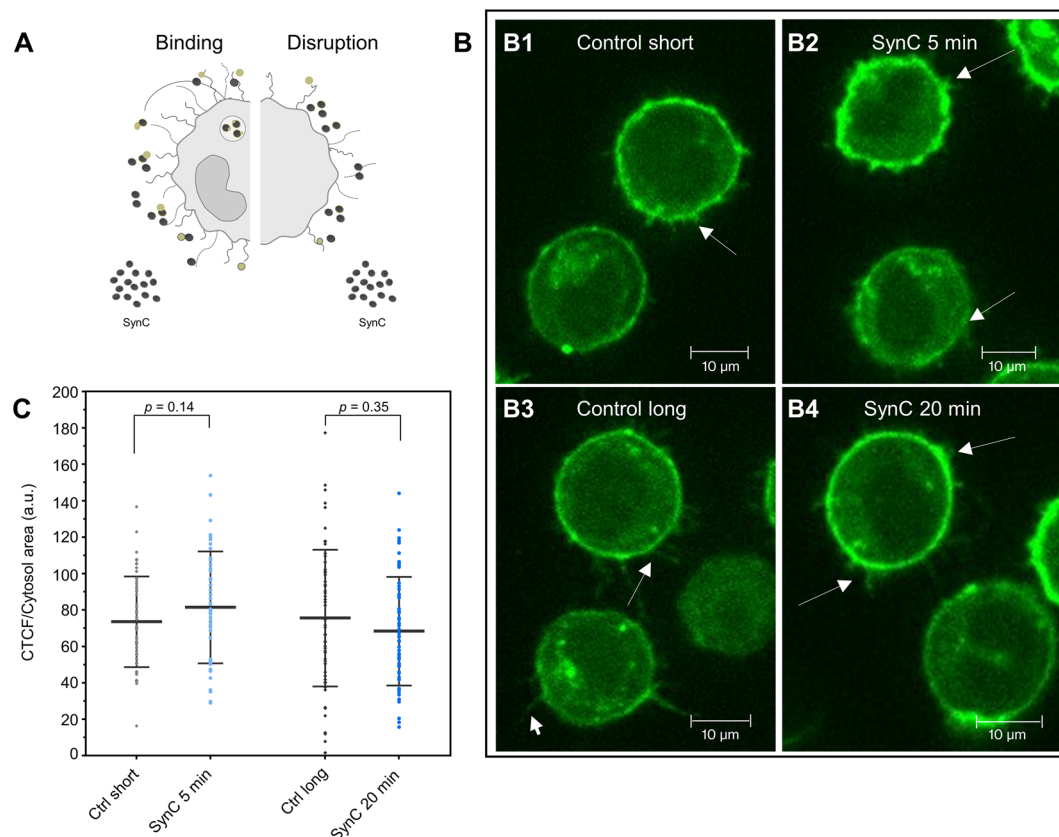 A
Binding
Disruption
SynC
SynC
B
B1
Control short
10 µm
B2
SynC 5 min
10 µm
B3
Control long
10 µm
B4
SynC 20 min
10 µm
C
p = 0.14
p = 0.35
CTCF/Cytosol area (a.u.)
200
180
160
140
120
100
80
60
40
20
0
Ctrl short
SynC 5 min
Ctrl long
SynC 20 min